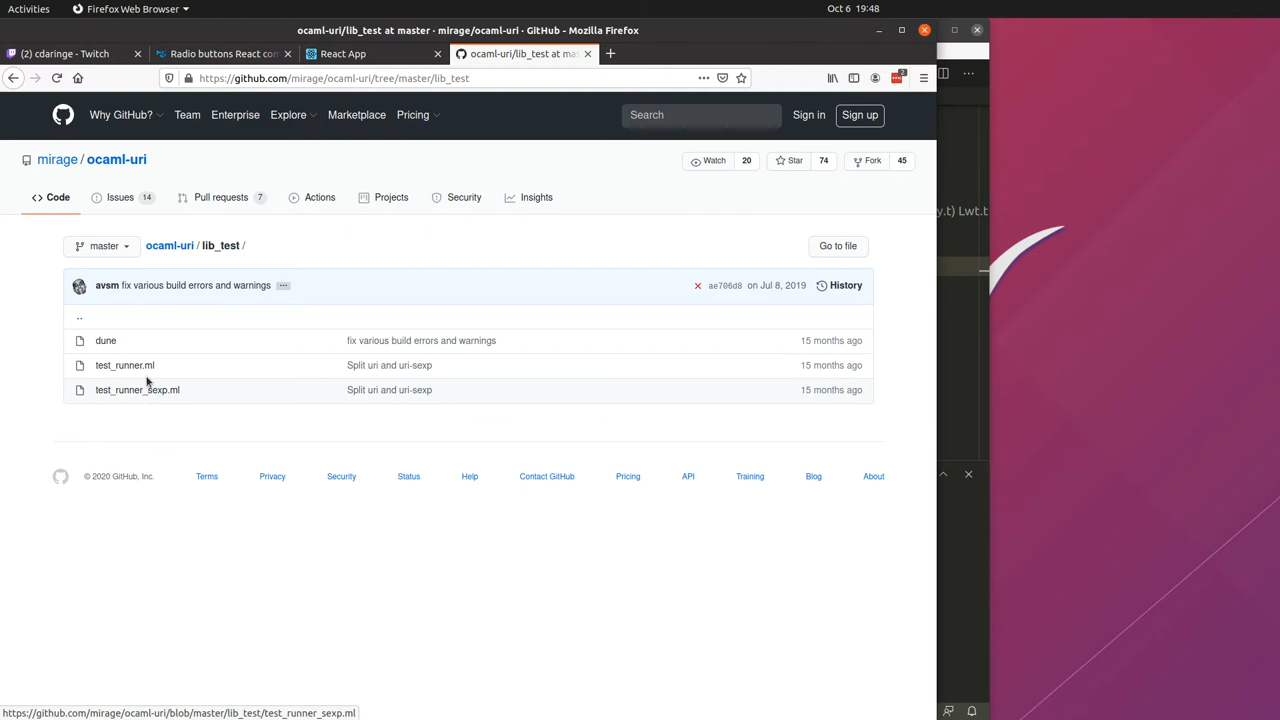 Activities Firefox Web Browser Oct 6 19:48
ocaml-uri/lib_test at master · mirage/ocaml-uri · GitHub - Mozilla Firefox
(2) cdaringe - Twitch Radio buttons React com React App ocaml-uri/lib_test at mas
https://github.com/mirage/ocaml-uri/tree/master/lib_test 2
Why GitHub? Team Enterprise Explore Marketplace Pricing Search Sign in Sign up
mirage / ocaml-uri Watch 20 Star 74 Fork 45
Code Issues 14 Pull requests 7 Actions Projects Security Insights
y.t) Lwt.t
master ocaml-uri / lib_test / Go to file
avsm fix various build errors and warnings ae706d8 on Jul 8, 2019 History
..
dune fix various build errors and warnings 15 months ago
test_runner.ml Split uri and uri-sexp 15 months ago
test_runner_sexp.ml Split uri and uri-sexp 15 months ago
© 2020 GitHub, Inc. Terms Privacy Security Status Help Contact GitHub Pricing API Training Blog About
https://github.com/mirage/ocaml-uri/blob/master/lib_test/test_runner_sexp.ml